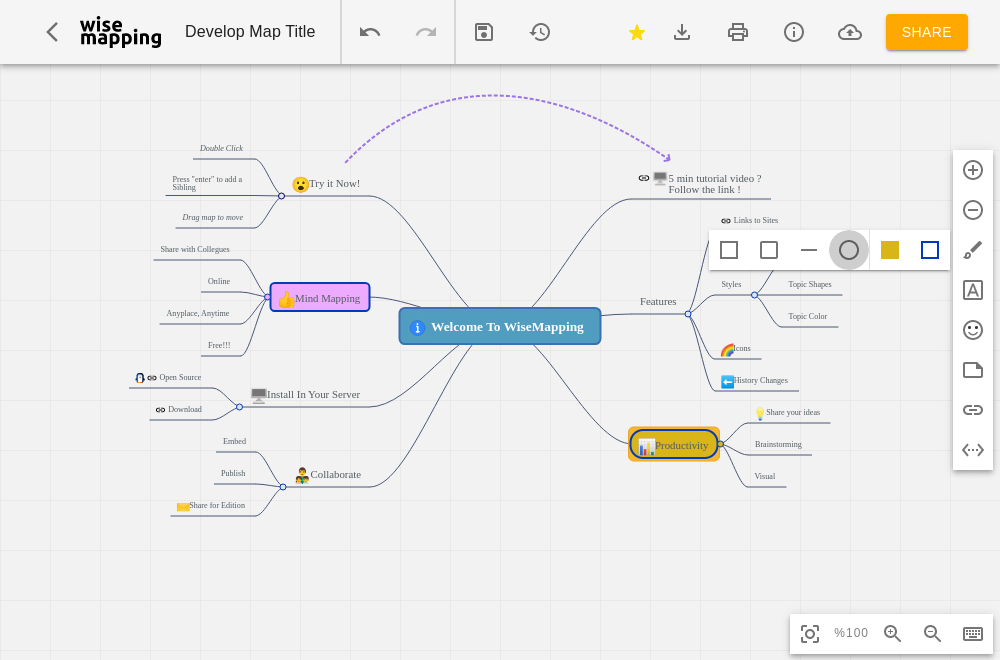 wise
mapping
Develop Map Title
SHARE
Double Click
Press "enter" to add a
Sibling
Drag map to move
Try it Now!
Share with Collegues
Online
Anyplace, Anytime
Free!!!
Mind Mapping
Open Source
Download
Install In Your Server
Embed
Publish
Share for Edition
Collaborate
Welcome To WiseMapping
5 min tutorial video ?
Follow the link !
Links to Sites
Features
Styles
Topic Shapes
Topic Color
Icons
History Changes
Productivity
Share your ideas
Brainstorming
Visual
%100